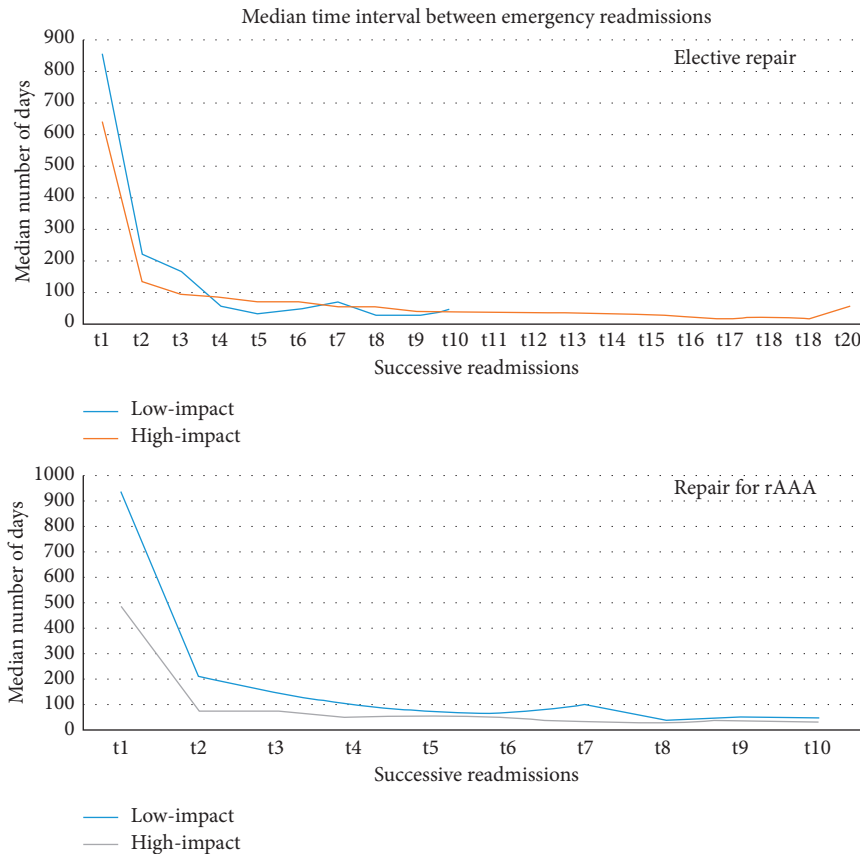 Median time interval between emergency readmissions
Elective repair
Median number of days
900
800
700
600
500
400
300
200
100
0
t1 t2 t3 t4 t5 t6 t7 t8 t9 t10 t11 t12 t13 t14 t15 t16 t17 t18 t18 t20
Successive readmissions
Low-impact
High-impact
Repair for rAAA
Median number of days
1000
900
800
700
600
500
400
300
200
100
0
t1 t2 t3 t4 t5 t6 t7 t8 t9 t10
Successive readmissions
Low-impact
High-impact